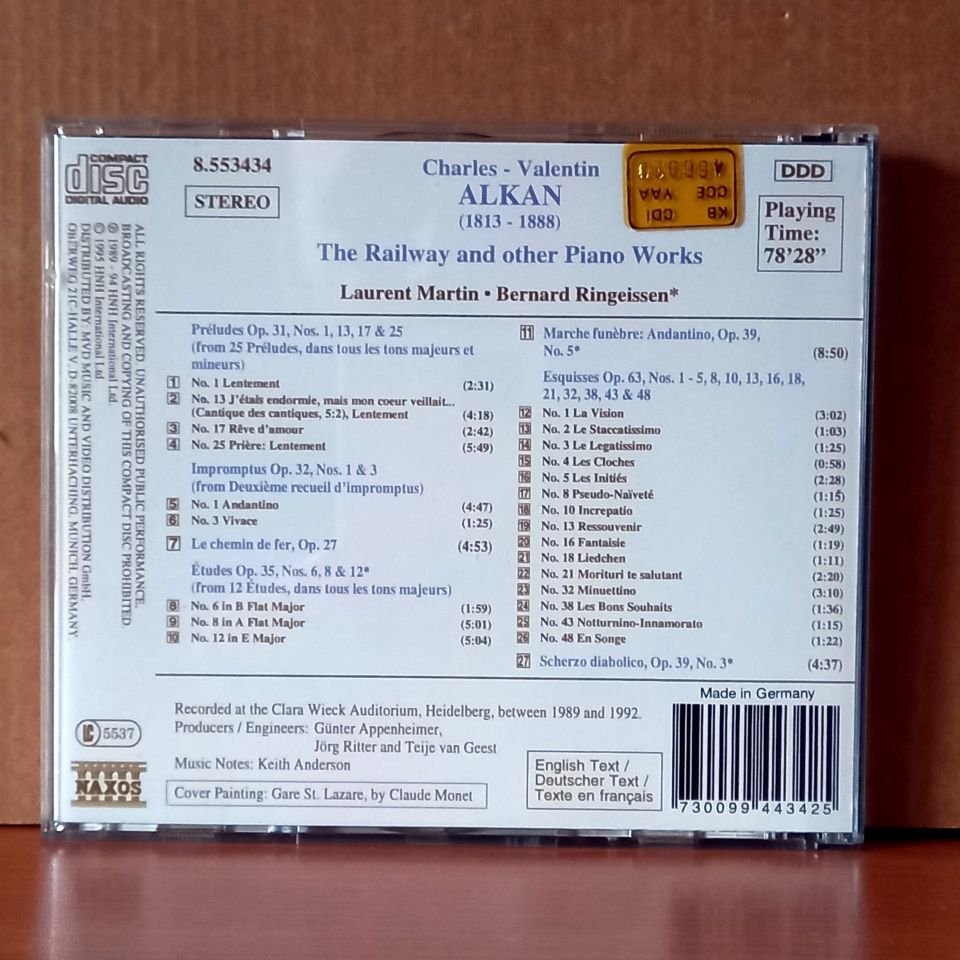 COMPACT
disc
DIGITAL AUDIO
8.553434
STEREO
Charles - Valentin
ALKAN
(1813 - 1888)
The Railway and other Piano Works
Laurent Martin • Bernard Ringeissen*
KB CDI
CCE YAA
DDD
Playing
Time:
78’28”
Préludes Op. 31, Nos. 1, 13, 17 & 25
(from 25 Préludes, dans tous les tons majeurs et
mineurs)
1 No. 1 Lentement (2:31)
2 No. 13 J’étais endormie, mais mon coeur veillait...
(Cantique des cantiques, 5:2), Lentement (4:18)
3 No. 17 Rêve d’amour (2:42)
4 No. 25 Prière: Lentement (5:49)
Impromptus Op. 32, Nos. 1 & 3
(from Deuxième recueil d’impromptus)
5 No. 1 Andantino (4:47)
6 No. 3 Vivace (1:25)
7 Le chemin de fer, Op. 27 (4:53)
Études Op. 35, Nos. 6, 8 & 12*
(from 12 Études, dans tous les tons majeurs)
8 No. 6 in B Flat Major (1:59)
9 No. 8 in A Flat Major (5:01)
10 No. 12 in E Major (5:04)
11 Marche funèbre: Andantino, Op. 39,
No. 5* (8:50)
Esquisses Op. 63, Nos. 1 - 5, 8, 10, 13, 16, 18,
21, 32, 38, 43 & 48
12 No. 1 La Vision (3:02)
13 No. 2 Le Staccatissimo (1:03)
14 No. 3 Le Legatissimo (1:25)
15 No. 4 Les Cloches (0:58)
16 No. 5 Les Initiés (2:28)
17 No. 8 Pseudo-Naïveté (1:15)
18 No. 10 Increpatio (1:25)
19 No. 13 Ressouvenir (2:49)
20 No. 16 Fantaisie (1:19)
21 No. 18 Liedchen (1:11)
22 No. 21 Morituri te salutant (2:20)
23 No. 32 Minuettino (3:10)
24 No. 38 Les Bons Souhaits (1:36)
25 No. 43 Notturnino-Innamorato (1:15)
26 No. 48 En Songe (1:22)
27 Scherzo diabolico, Op. 39, No. 3* (4:37)
Recorded at the Clara Wieck Auditorium, Heidelberg, between 1989 and 1992.
Producers / Engineers: Günter Appenheimer,
Jörg Ritter and Teije van Geest
Music Notes: Keith Anderson
Cover Painting: Gare St. Lazare, by Claude Monet
English Text /
Deutscher Text /
Texte en français
Made in Germany
7 30099 44342 5
ALL RIGHTS RESERVED. UNAUTHORISED PUBLIC PERFORMANCE,
BROADCASTING AND COPYING OF THIS COMPACT DISC PROHIBITED.
℗ 1989 - 94 HNH International Ltd.
© 1995 HNH International Ltd.
DISTRIBUTED BY: MVD MUSIC AND VIDEO DISTRIBUTION GmbH,
OBERWEG 21C-HALLE V, D-82008 UNTERHACHING, MUNICH, GERMANY
LC 5537
NAXOS